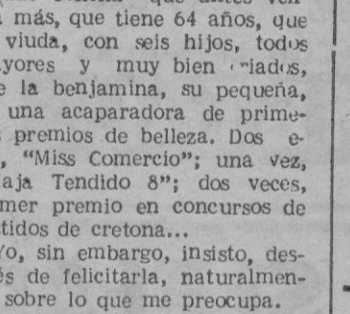 más, que tiene 64 años, que
viuda, con seis hijos, todos
yores y muy bien criados,
e la benjamina, su pequeña,
una acaparadora de prime-
s premios de belleza. Dos e-
, "Miss Comercio"; una vez,
aja Tendido 8"; dos veces,
mer premio en concursos de
tidos de cretona...
Yo, sin embargo, insisto, des-
és de felicitarla, naturalmen-
sobre lo que me preocupa.